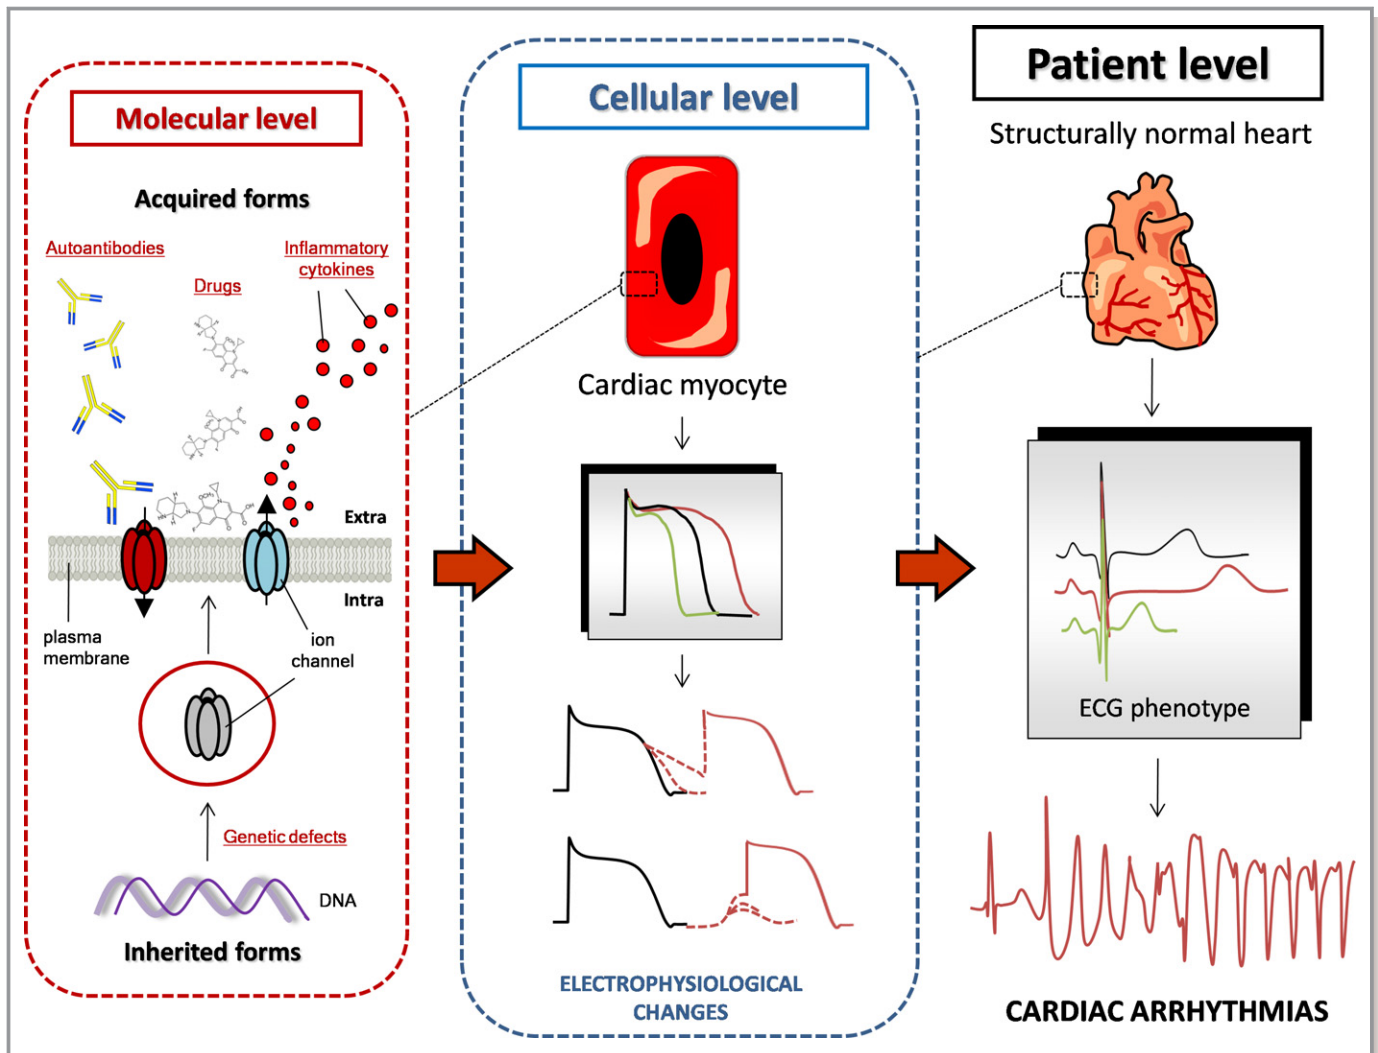 Molecular level
Acquired forms
Autoantibodies
Drugs
Inflammatory
cytokines
Extra
Intra
plasma
membrane
ion
channel
Genetic defects
DNA
Inherited forms
Cellular level
Cardiac myocyte
ELECTROPHYSIOLOGICAL
CHANGES
Patient level
Structurally normal heart
ECG phenotype
CARDIAC ARRHYTHMIAS